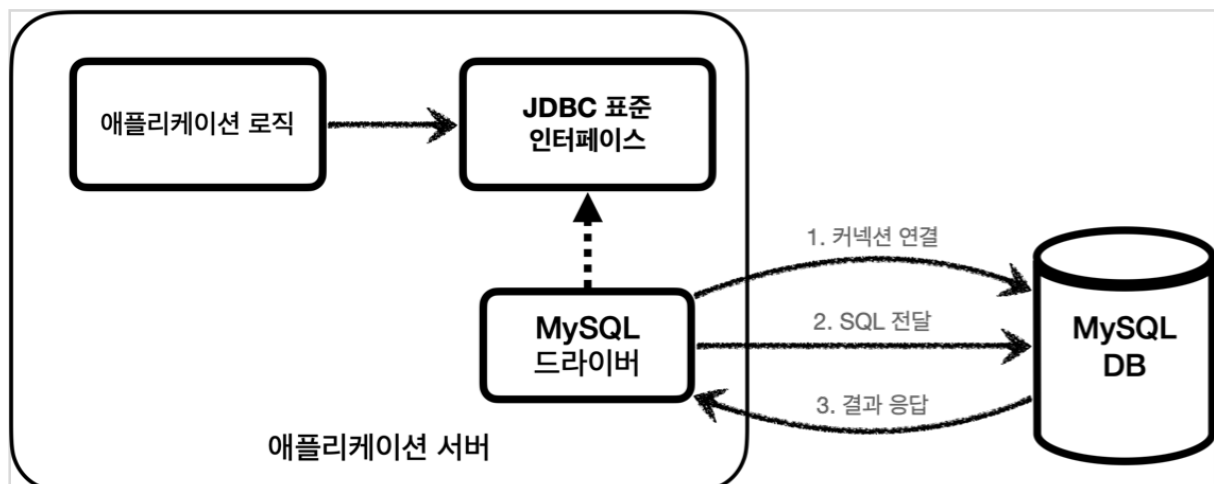 애플리케이션 로직
JDBC 표준
인터페이스
1. 커넥션 연결
MySQL
드라이버
2. SQL 전달
MySQL
DB
3. 결과 응답
애플리케이션 서버